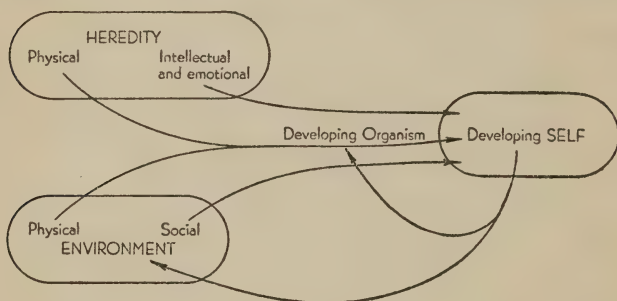 HEREDITY
Physical
Intellectual
and emotional
Developing Organism
Developing SELF
Physical
Social
ENVIRONMENT